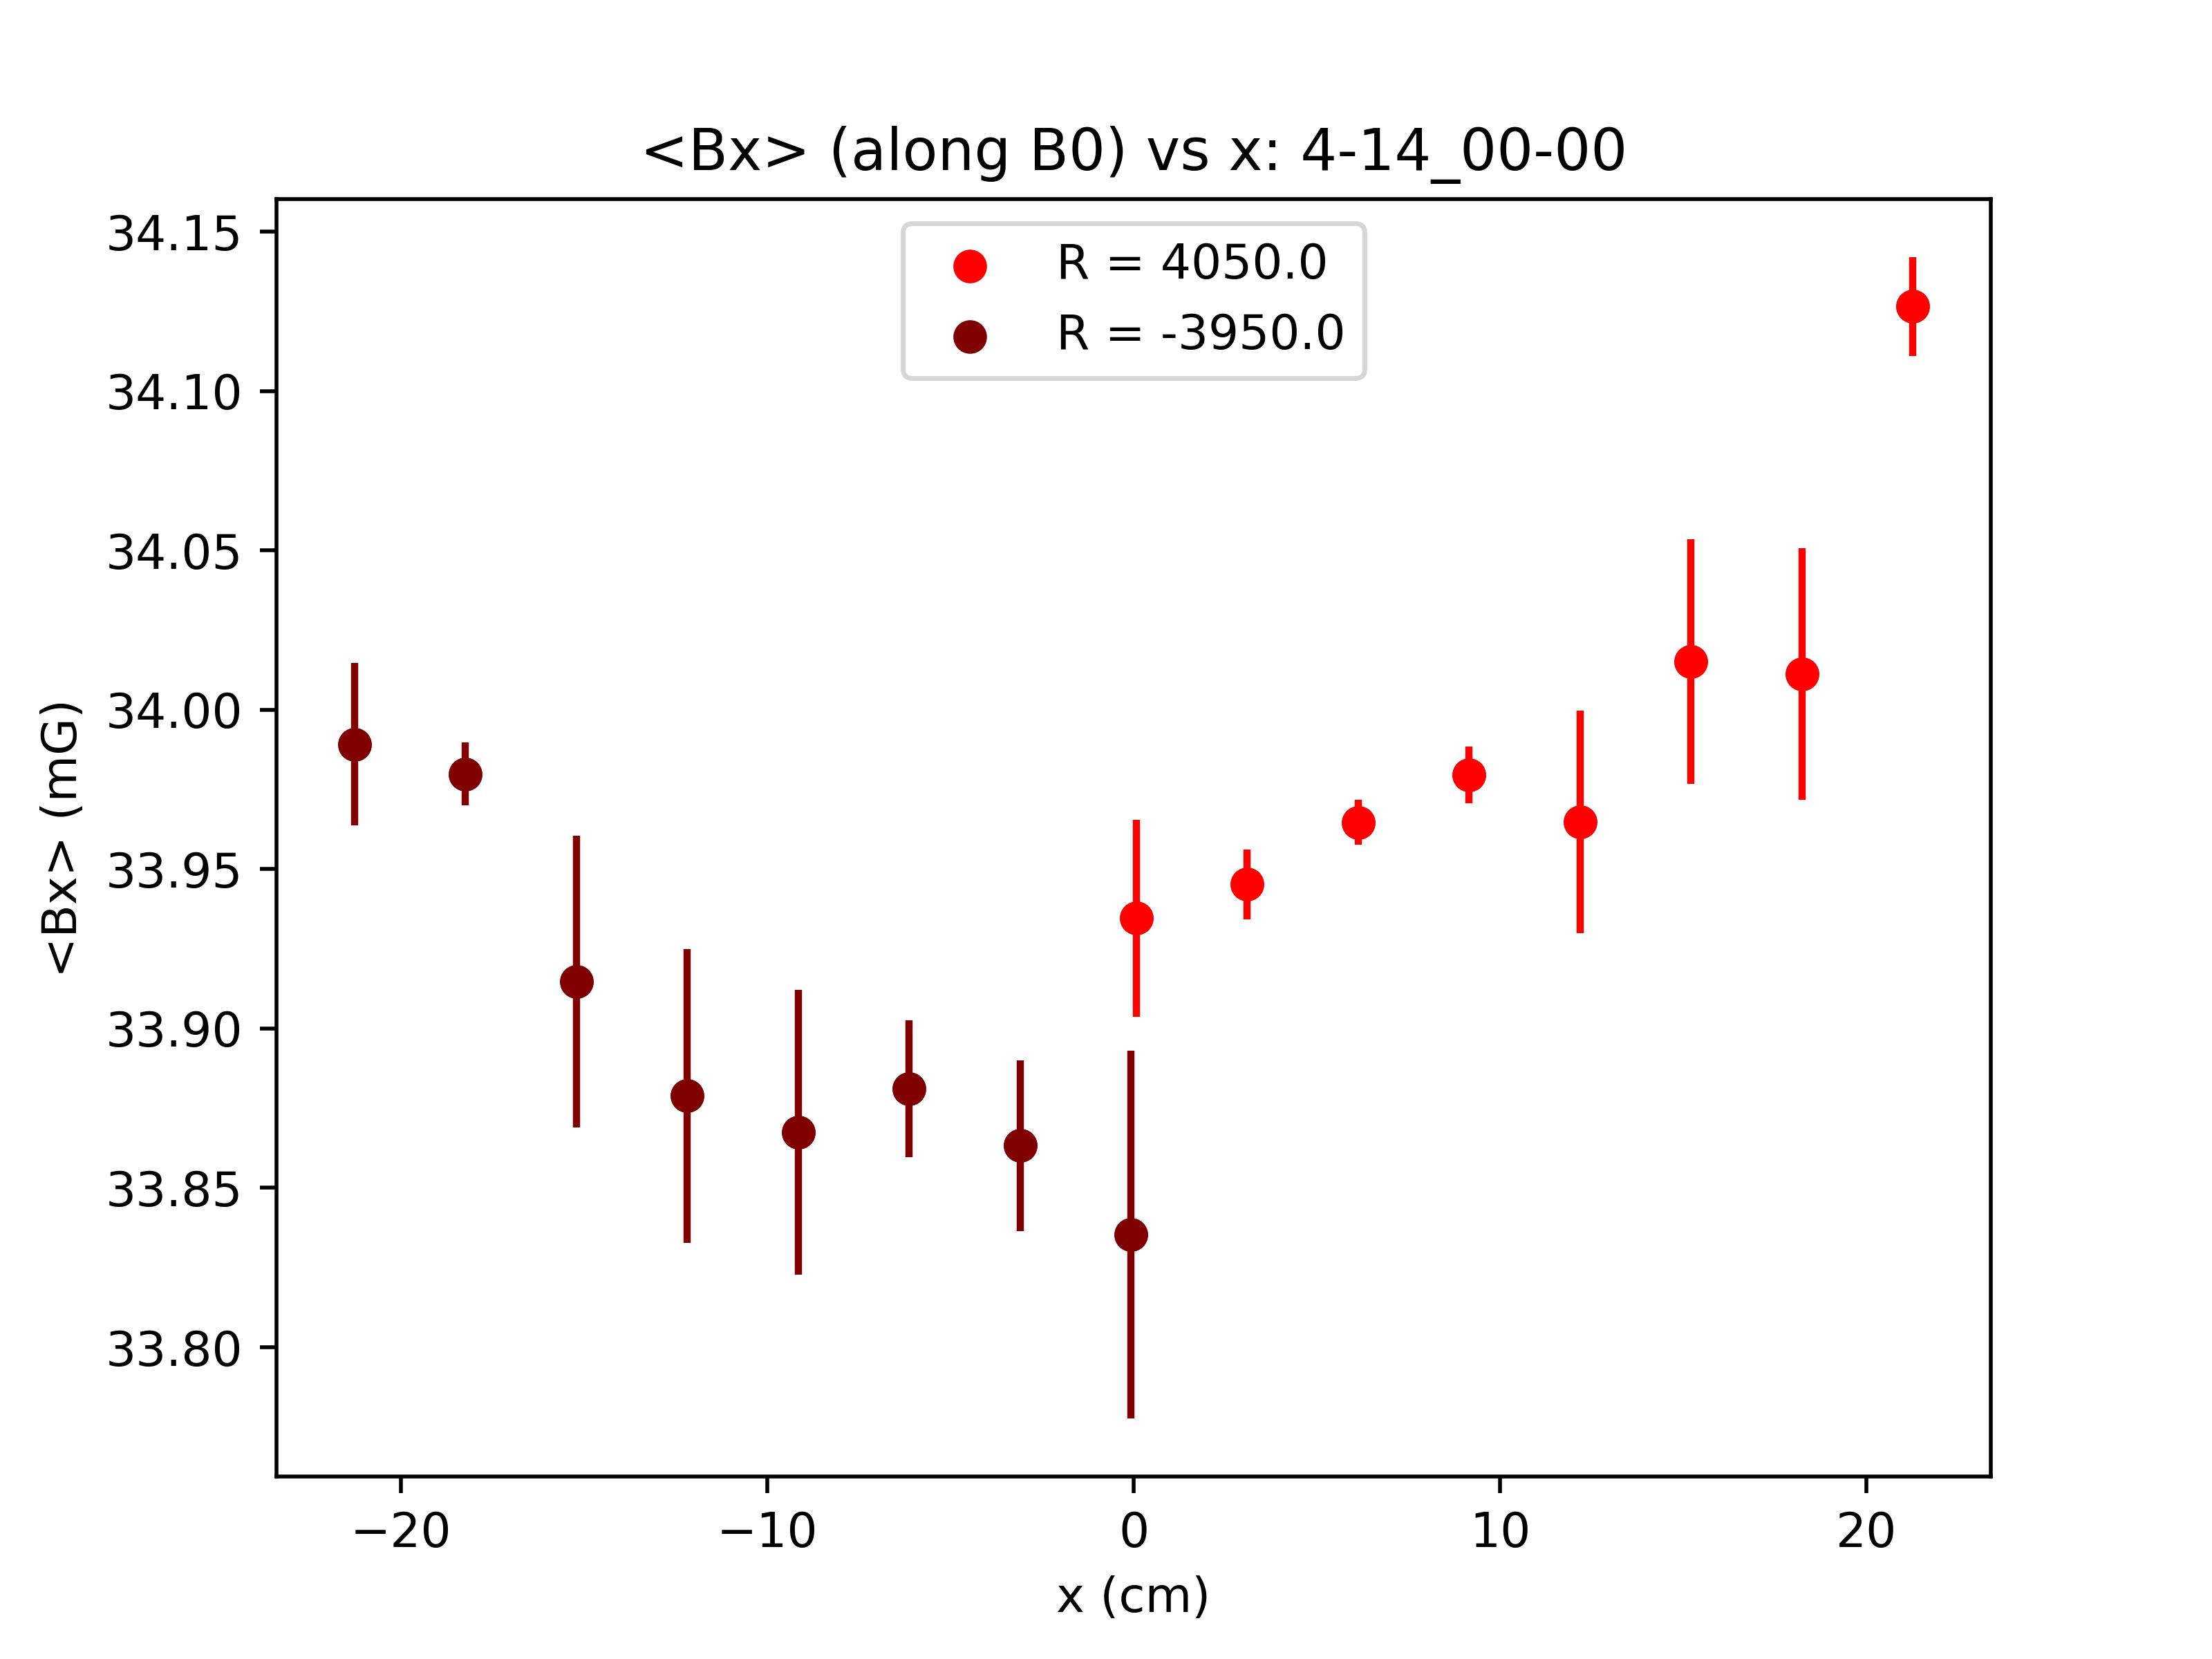 <Bx> (along B0) vs x: 4-14_00-00
R = 4050.0
R = -3950.0
34.15
34.10
34.05
34.00
33.95
33.90
33.85
33.80
<Bx> (mG)
−20
−10
0
10
20
x (cm)